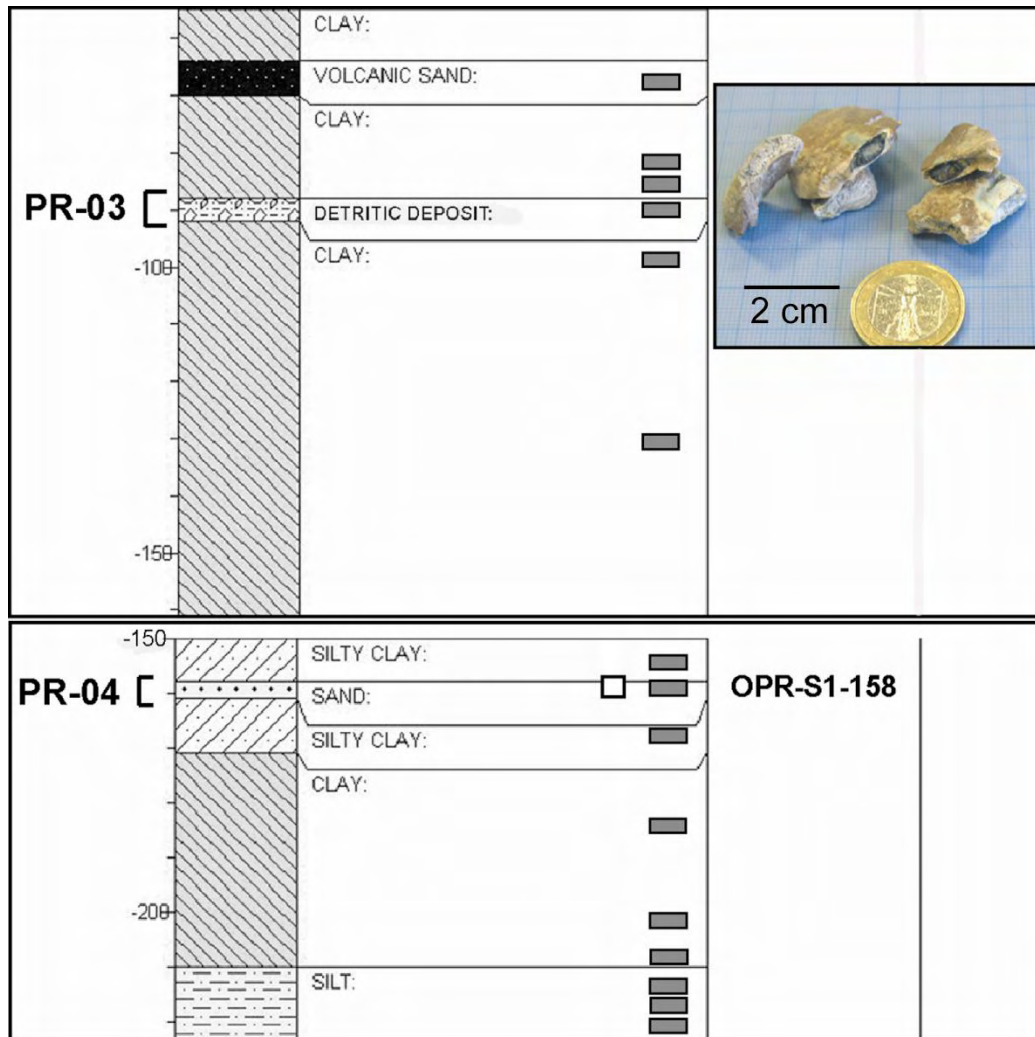 CLAY:
VOLCANIC SAND:
CLAY:
PR-03
DETRITIC DEPOSIT:
CLAY:
-100
2 cm
-150
-150
SILTY CLAY:
PR-04
SAND:
OPR-S1-158
SILTY CLAY:
CLAY:
-200
SILT: